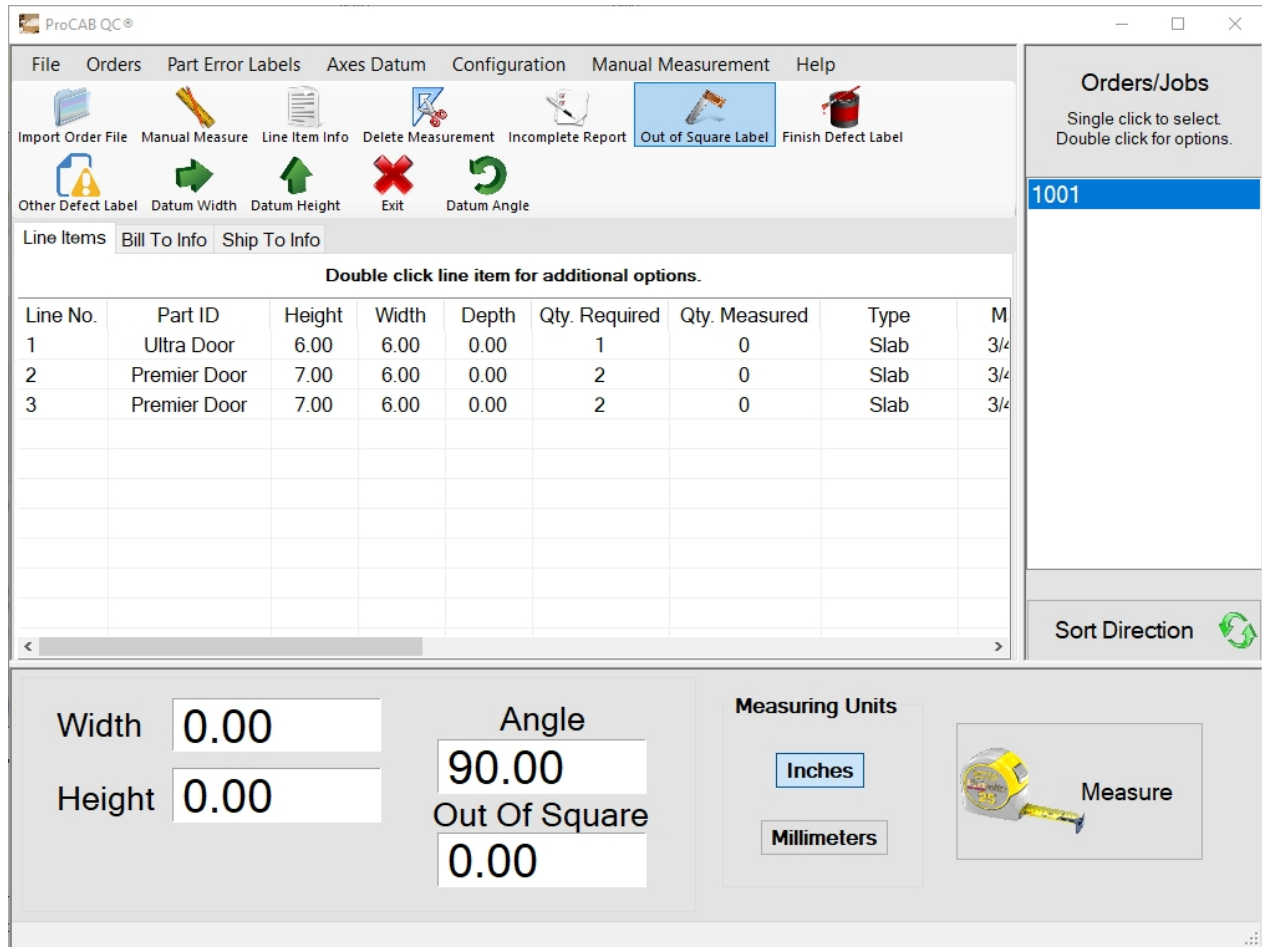 ProCAB QC®
File Orders Part Error Labels Axes Datum Configuration Manual Measurement Help
Import Order File Manual Measure Line Item Info Delete Measurement Incomplete Report Out of Square Label Finish Defect Label
Other Defect Label Datum Width Datum Height Exit Datum Angle
Line Items Bill To Info Ship To Info
Double click line item for additional options.
Line No. Part ID Height Width Depth Qty. Required Qty. Measured Type M
1 Ultra Door 6.00 6.00 0.00 1 0 Slab 3/4
2 Premier Door 7.00 6.00 0.00 2 0 Slab 3/4
3 Premier Door 7.00 6.00 0.00 2 0 Slab 3/4
Orders/Jobs
Single click to select.
Double click for options.
1001
Sort Direction
Width 0.00
Height 0.00
Angle
90.00
Out Of Square
0.00
Measuring Units
Inches
Millimeters
Measure